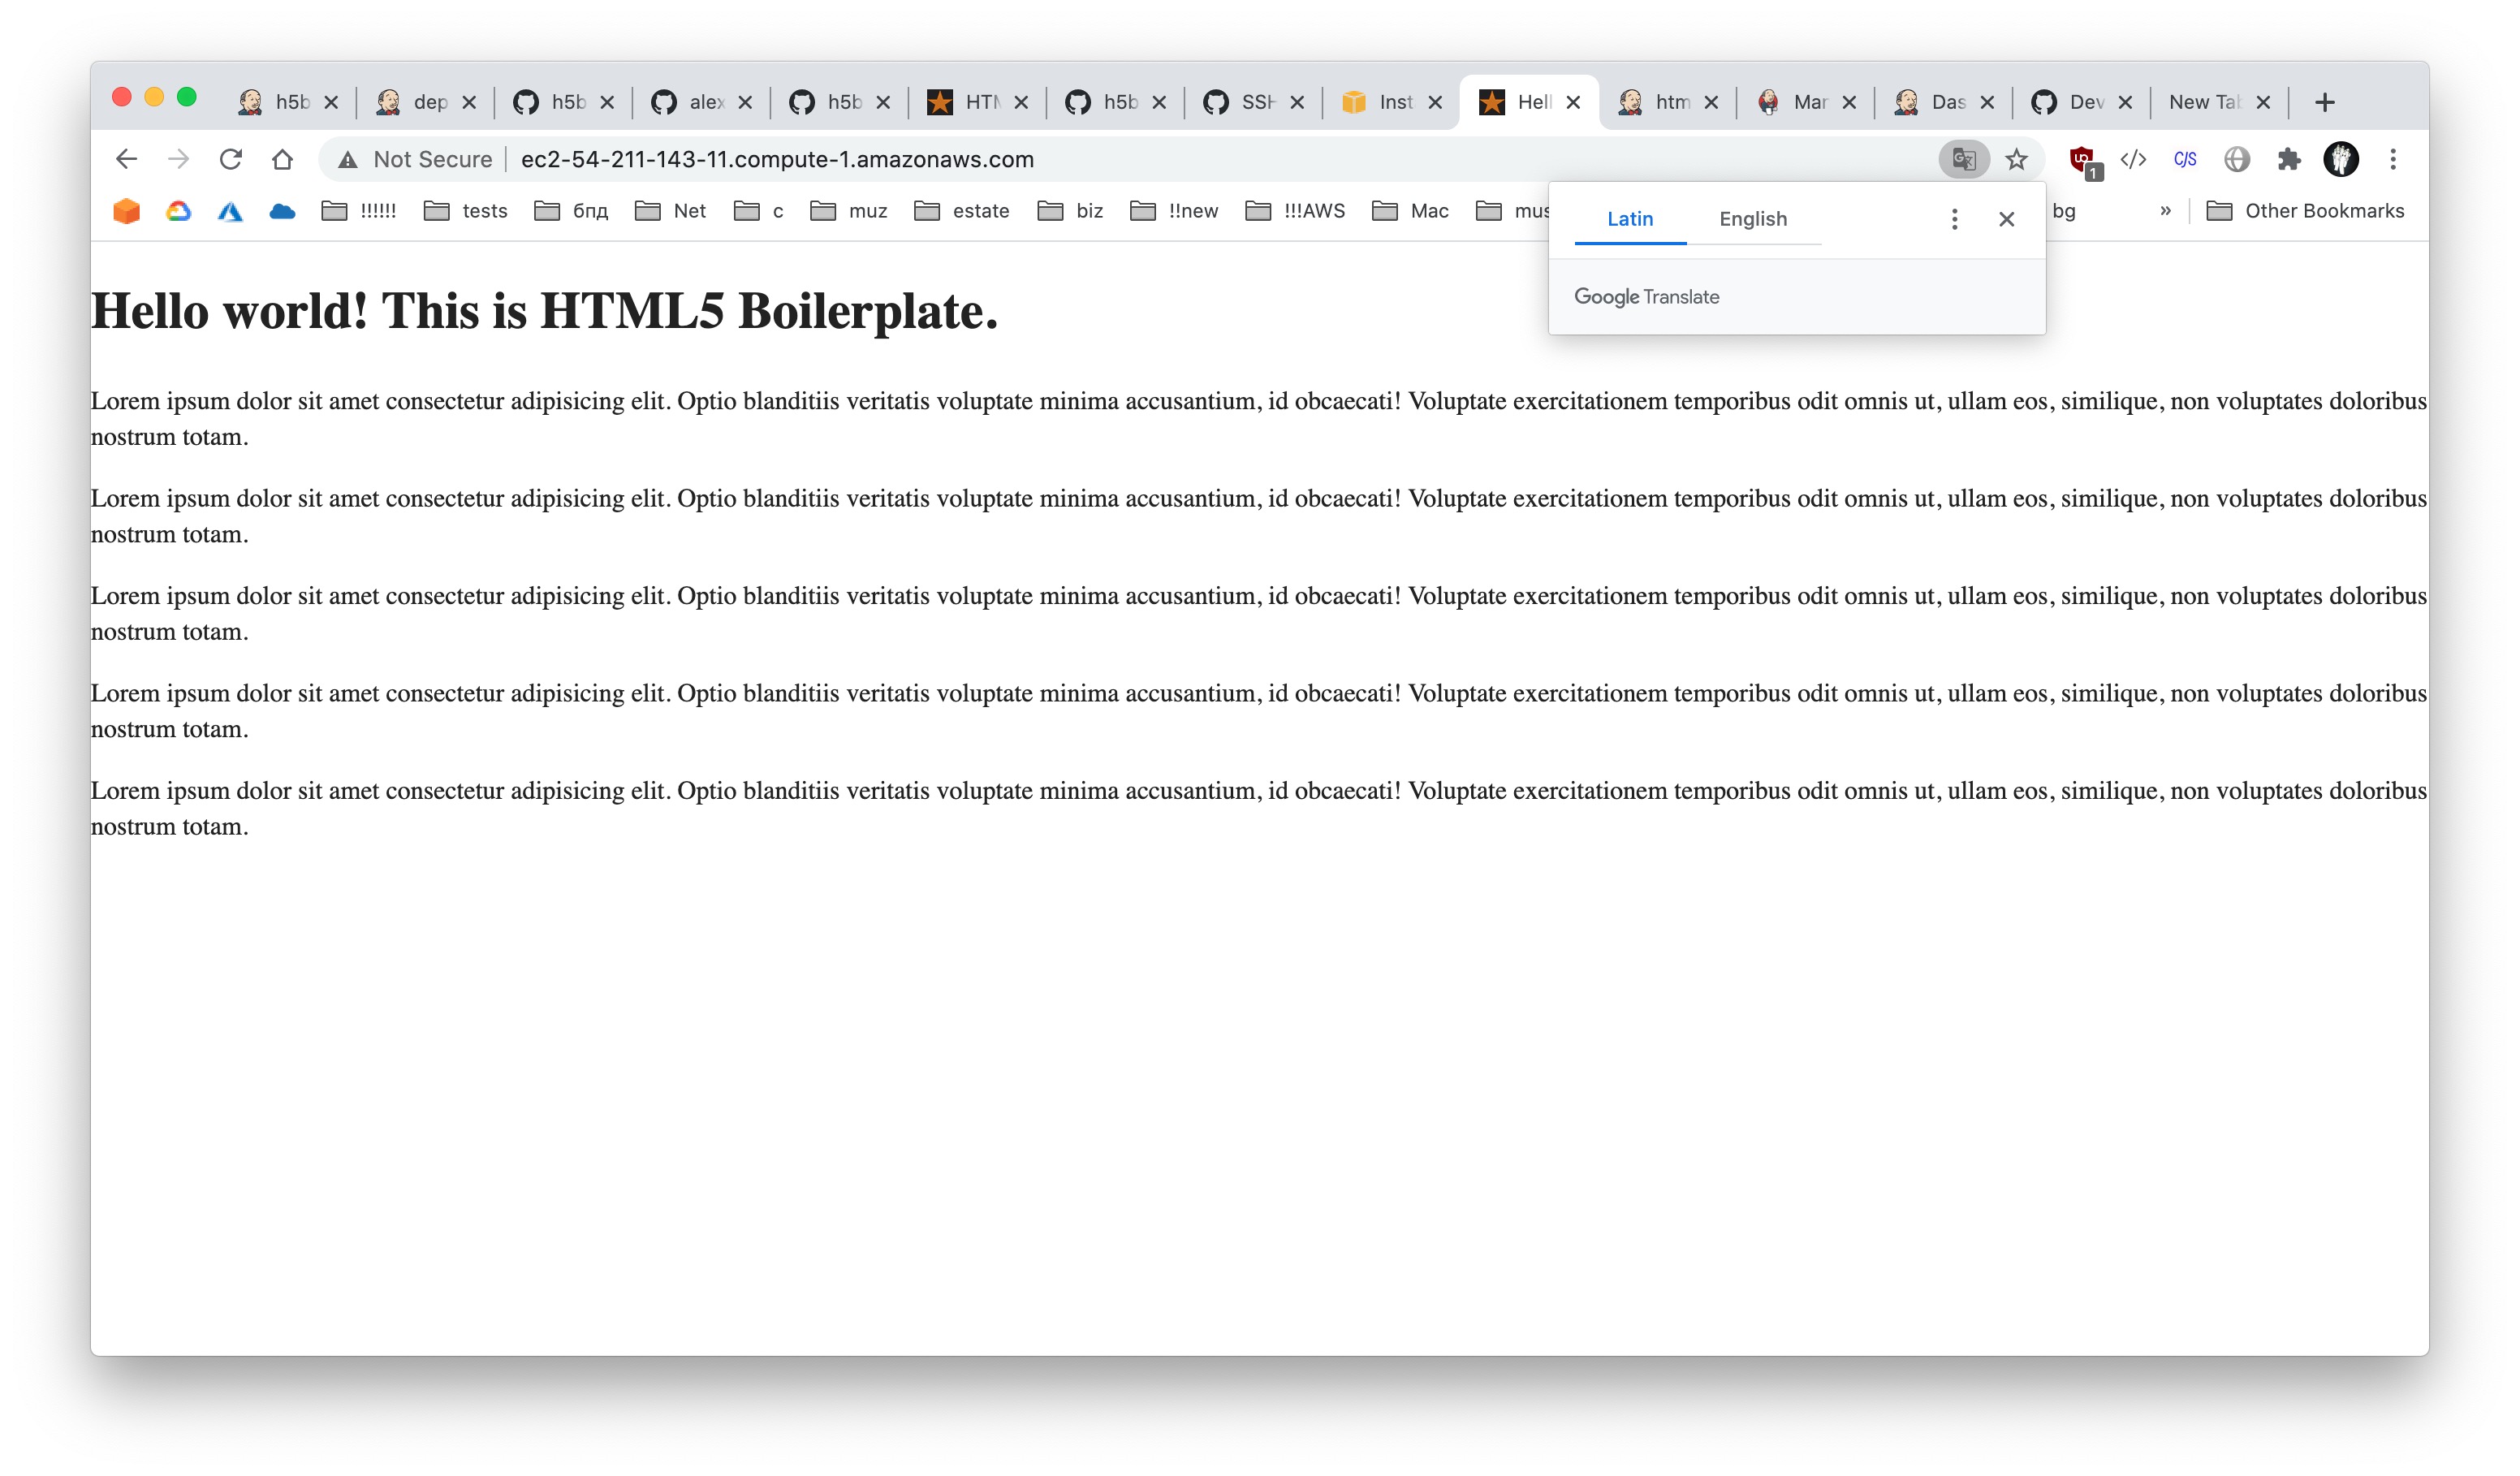 h5b dep h5b alex h5b HTM h5b SSH Inst Hell htm Mar Das Dev New Tab
Not Secure ec2-54-211-143-11.compute-1.amazonaws.com 1 </> C/S
!!!!!! tests бпд Net c muz estate biz !!new !!!AWS Mac mus bg » Other Bookmarks
Latin English
Google Translate
Hello world! This is HTML5 Boilerplate.
Lorem ipsum dolor sit amet consectetur adipisicing elit. Optio blanditiis veritatis voluptate minima accusantium, id obcaecati! Voluptate exercitationem temporibus odit omnis ut, ullam eos, similique, non voluptates doloribus
nostrum totam.
Lorem ipsum dolor sit amet consectetur adipisicing elit. Optio blanditiis veritatis voluptate minima accusantium, id obcaecati! Voluptate exercitationem temporibus odit omnis ut, ullam eos, similique, non voluptates doloribus
nostrum totam.
Lorem ipsum dolor sit amet consectetur adipisicing elit. Optio blanditiis veritatis voluptate minima accusantium, id obcaecati! Voluptate exercitationem temporibus odit omnis ut, ullam eos, similique, non voluptates doloribus
nostrum totam.
Lorem ipsum dolor sit amet consectetur adipisicing elit. Optio blanditiis veritatis voluptate minima accusantium, id obcaecati! Voluptate exercitationem temporibus odit omnis ut, ullam eos, similique, non voluptates doloribus
nostrum totam.
Lorem ipsum dolor sit amet consectetur adipisicing elit. Optio blanditiis veritatis voluptate minima accusantium, id obcaecati! Voluptate exercitationem temporibus odit omnis ut, ullam eos, similique, non voluptates doloribus
nostrum totam.